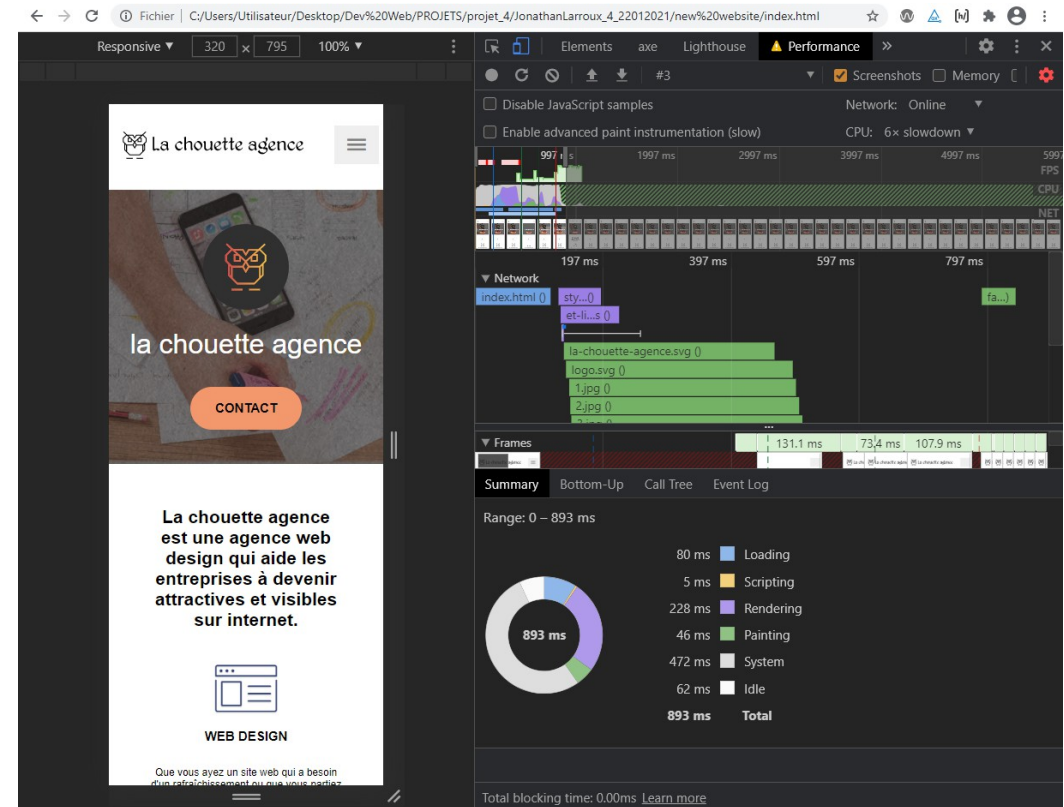 Fichier | C:/Users/Utilisateur/Desktop/Dev%20Web/PROJETS/projet_4/JonathanLarroux_4_22012021/new%20website/index.html
Responsive ▼ 320 x 795 100% ▼
Elements axe Lighthouse Performance »
#3 Screenshots Memory
Disable JavaScript samples Network: Online ▼
Enable advanced paint instrumentation (slow) CPU: 6× slowdown ▼
997 1997 ms 2997 ms 3997 ms 4997 ms 5997
FPS
CPU
NET
197 ms 397 ms 597 ms 797 ms
▼ Network
index.html () sty...() fa...)
et-li...s ()
la-chouette-agence.svg ()
logo.svg ()
1.jpg ()
2.jpg ()
▼ Frames 131.1 ms 73.4 ms 107.9 ms
Summary Bottom-Up Call Tree Event Log
Range: 0 – 893 ms
80 ms Loading
5 ms Scripting
228 ms Rendering
46 ms Painting
472 ms System
62 ms Idle
893 ms Total
893 ms
Total blocking time: 0.00ms Learn more
La chouette agence
la chouette agence
CONTACT
La chouette agence
est une agence web
design qui aide les
entreprises à devenir
attractives et visibles
sur internet.
WEB DESIGN
Que vous ayez un site web qui a besoin
d'un rafraîchissement ou que vous partiez